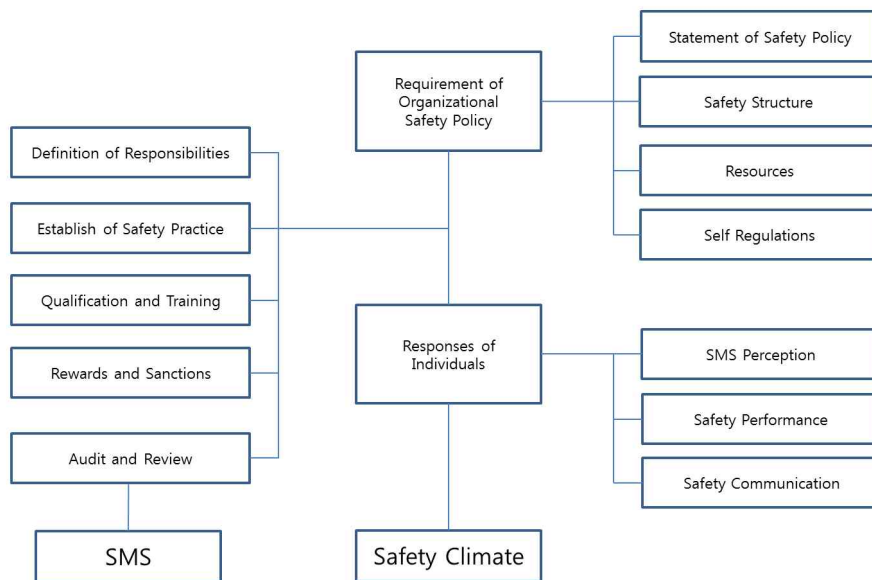 Statement of Safety Policy
Requirement of
Organizational
Safety Policy
Safety Structure
Definition of Responsibilities
Resources
Establish of Safety Practice
Self Regulations
Qualification and Training
Responses of
Individuals
SMS Perception
Rewards and Sanctions
Safety Performance
Audit and Review
Safety Communication
SMS
Safety Climate